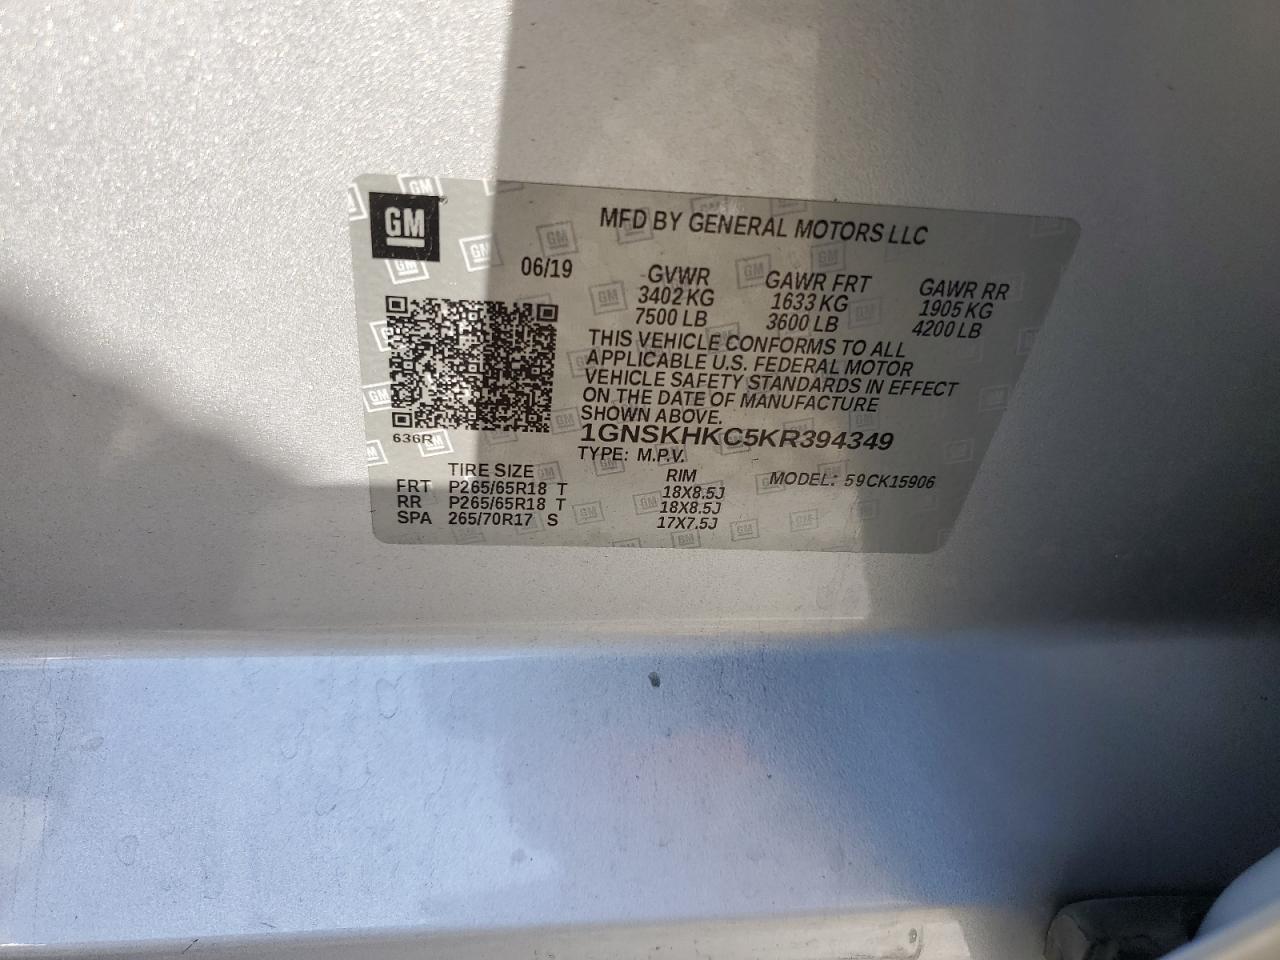 GM
MFD BY GENERAL MOTORS LLC
06/19
GVWR GAWR FRT GAWR RR
3402 KG 1633 KG 1905 KG
7500 LB 3600 LB 4200 LB
THIS VEHICLE CONFORMS TO ALL
APPLICABLE U.S. FEDERAL MOTOR
VEHICLE SAFETY STANDARDS IN EFFECT
ON THE DATE OF MANUFACTURE
SHOWN ABOVE.
1GNSKHKC5KR394349
636R
TYPE: M.P.V.
MODEL: 59CK15906
TIRE SIZE RIM
FRT P265/65R18 T 18X8.5J
RR P265/65R18 T 18X8.5J
SPA 265/70R17 S 17X7.5J